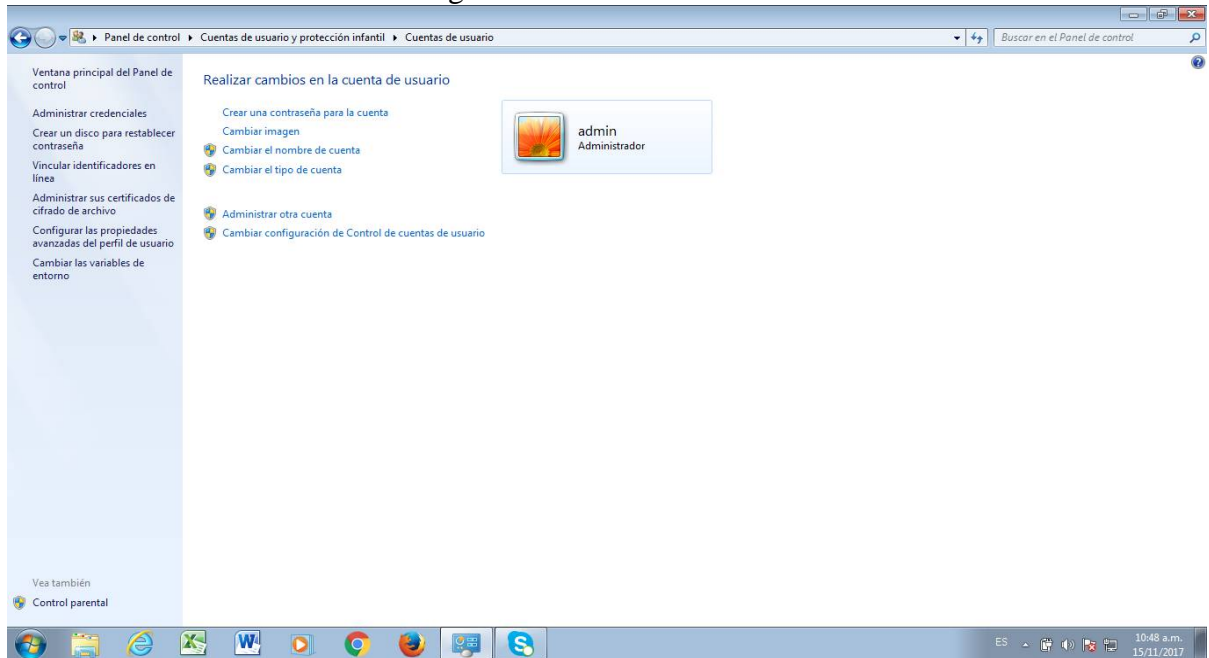 Panel de control ▸ Cuentas de usuario y protección infantil ▸ Cuentas de usuario
Buscar en el Panel de control
Ventana principal del Panel de
control
Administrar credenciales
Crear un disco para restablecer
contraseña
Vincular identificadores en
línea
Administrar sus certificados de
cifrado de archivo
Configurar las propiedades
avanzadas del perfil de usuario
Cambiar las variables de
entorno
Vea también
Control parental
Realizar cambios en la cuenta de usuario
Crear una contraseña para la cuenta
Cambiar imagen
Cambiar el nombre de cuenta
Cambiar el tipo de cuenta
Administrar otra cuenta
Cambiar configuración de Control de cuentas de usuario
admin
Administrador
ES
10:48 a.m.
15/11/2017